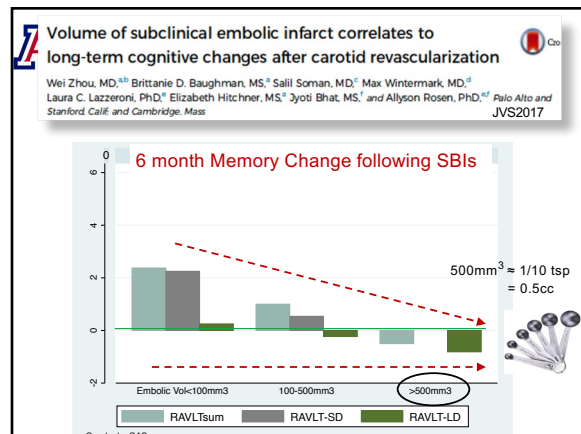 Volume of subclinical embolic infarct correlates to
long-term cognitive changes after carotid revascularization
Cro
Wei Zhou, MD,a,b Brittanie D. Baughman, MS,a Salil Soman, MD,c Max Wintermark, MD,d
Laura C. Lazzeroni, PhD,e Elizabeth Hitchner, MS,a Jyoti Bhat, MS,f and Allyson Rosen, PhD,e,f Palo Alto and
Stanford, Calif; and Cambridge, Mass
JVS2017
0
6 month Memory Change following SBIs
6
4
2
0
-2
500mm3 ≈ 1/10 tsp
= 0.5cc
Embolic Vol<100mm3
100-500mm3
>500mm3
RAVLTsum
RAVLT-SD
RAVLT-LD